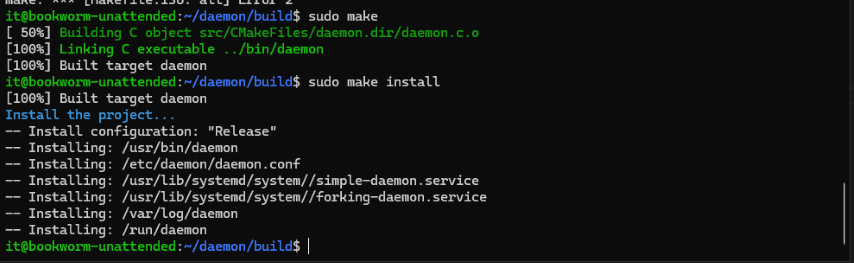 make: *** [Makefile:136: all] Error 2
it@bookworm-unattended:~/daemon/build$ sudo make
[ 50%] Building C object src/CMakeFiles/daemon.dir/daemon.c.o
[100%] Linking C executable ../bin/daemon
[100%] Built target daemon
it@bookworm-unattended:~/daemon/build$ sudo make install
[100%] Built target daemon
Install the project...
-- Install configuration: "Release"
-- Installing: /usr/bin/daemon
-- Installing: /etc/daemon/daemon.conf
-- Installing: /usr/lib/systemd/system//simple-daemon.service
-- Installing: /usr/lib/systemd/system//forking-daemon.service
-- Installing: /var/log/daemon
-- Installing: /run/daemon
it@bookworm-unattended:~/daemon/build$